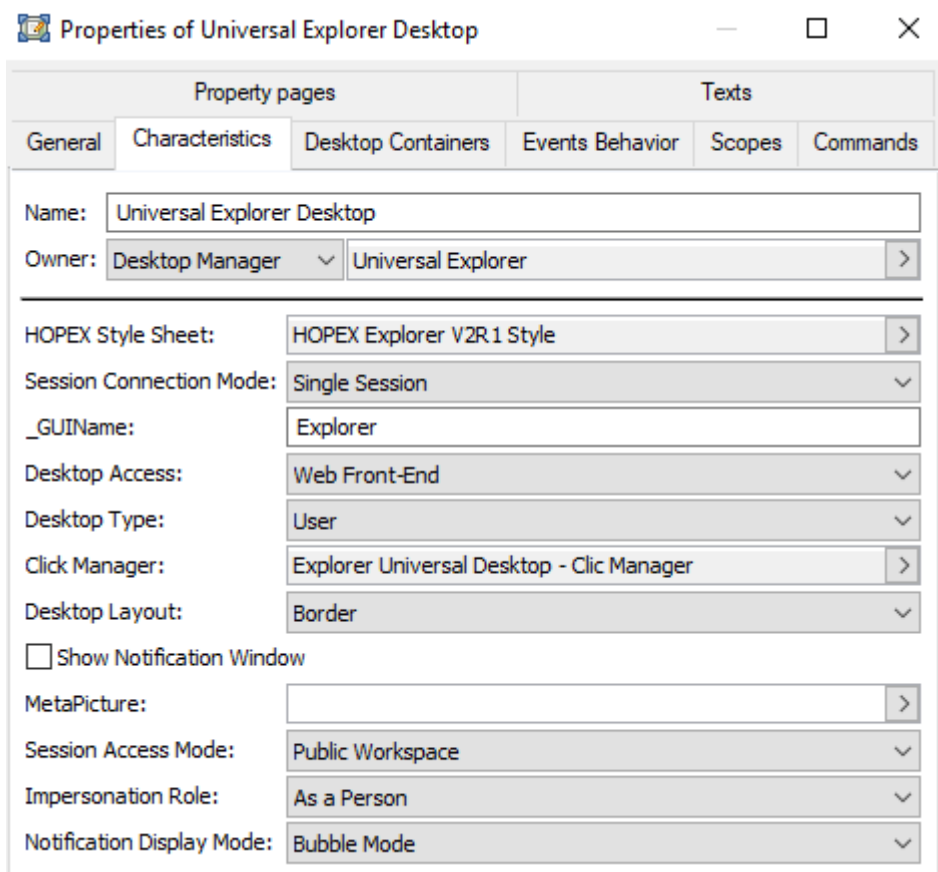 Properties of Universal Explorer Desktop
Property pages Texts
General Characteristics Desktop Containers Events Behavior Scopes Commands
Name: Universal Explorer Desktop
Owner: Desktop Manager Universal Explorer
HOPEX Style Sheet: HOPEX Explorer V2R1 Style
Session Connection Mode: Single Session
_GUIName: Explorer
Desktop Access: Web Front-End
Desktop Type: User
Click Manager: Explorer Universal Desktop - Clic Manager
Desktop Layout: Border
Show Notification Window
MetaPicture:
Session Access Mode: Public Workspace
Impersonation Role: As a Person
Notification Display Mode: Bubble Mode